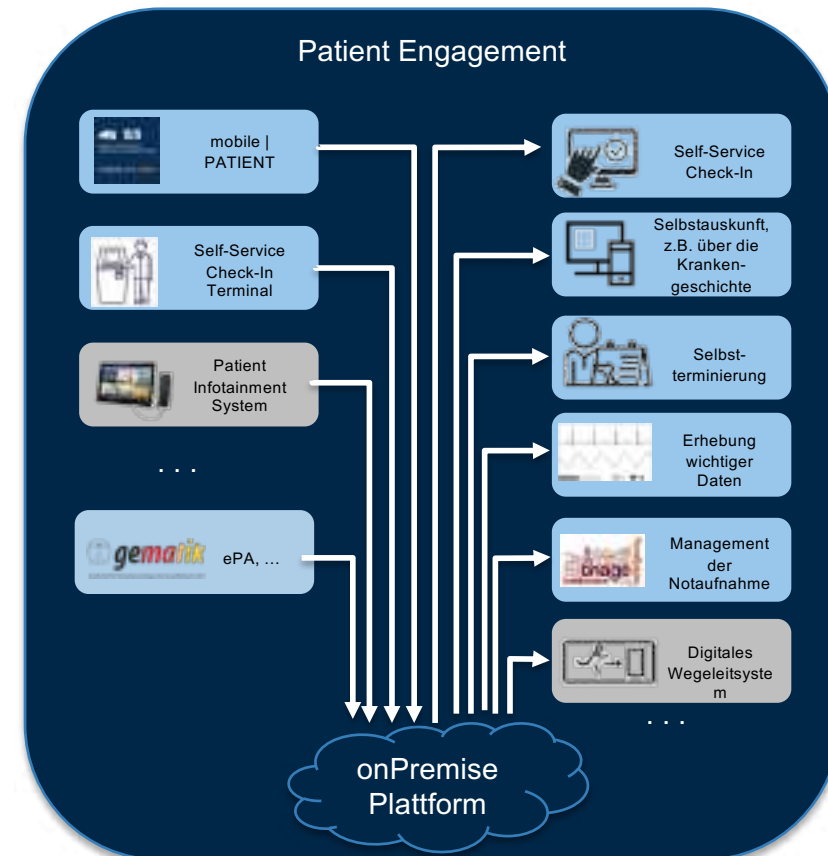 Patient Engagement
mobile |
PATIENT
Self-Service
Check-In
Terminal
Patient
Infotainment
System
. . .
gematik
ePA, ...
Self-Service
Check-In
Selbstauskunft,
z.B. über die
Kranken-
geschichte
Selbst-
terminierung
Erhebung
wichtiger
Daten
triage
Management
der
Notaufnahme
Digitales
Wegeleitsyste
m
. . .
onPremise
Plattform